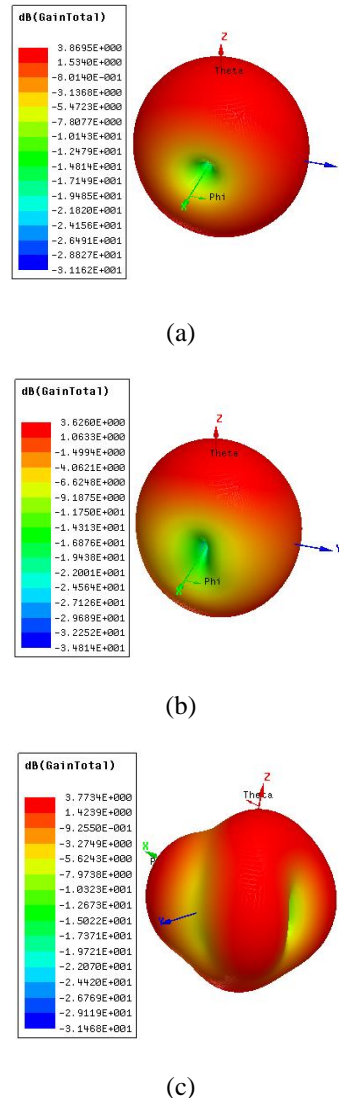 dB(GainTotal)
3.8695E+000
1.5340E+000
-8.0140E-001
-3.1368E+000
-5.4723E+000
-7.8077E+000
-1.0143E+001
-1.2479E+001
-1.4814E+001
-1.7149E+001
-1.9485E+001
-2.1820E+001
-2.4156E+001
-2.6491E+001
-2.8827E+001
-3.1162E+001
Z
Theta
Phi
X
(a)
dB(GainTotal)
3.6260E+000
1.0633E+000
-1.4994E+000
-4.0621E+000
-6.6248E+000
-9.1875E+000
-1.1750E+001
-1.4313E+001
-1.6876E+001
-1.9438E+001
-2.2001E+001
-2.4564E+001
-2.7126E+001
-2.9689E+001
-3.2252E+001
-3.4814E+001
Z
Theta
Y
Phi
X
(b)
dB(GainTotal)
3.7734E+000
1.4239E+000
-9.2550E-001
-3.2749E+000
-5.6243E+000
-7.9738E+000
-1.0323E+001
-1.2673E+001
-1.5022E+001
-1.7371E+001
-1.9721E+001
-2.2070E+001
-2.4420E+001
-2.6769E+001
-2.9119E+001
-3.1468E+001
Z
Theta
X
Y
(c)